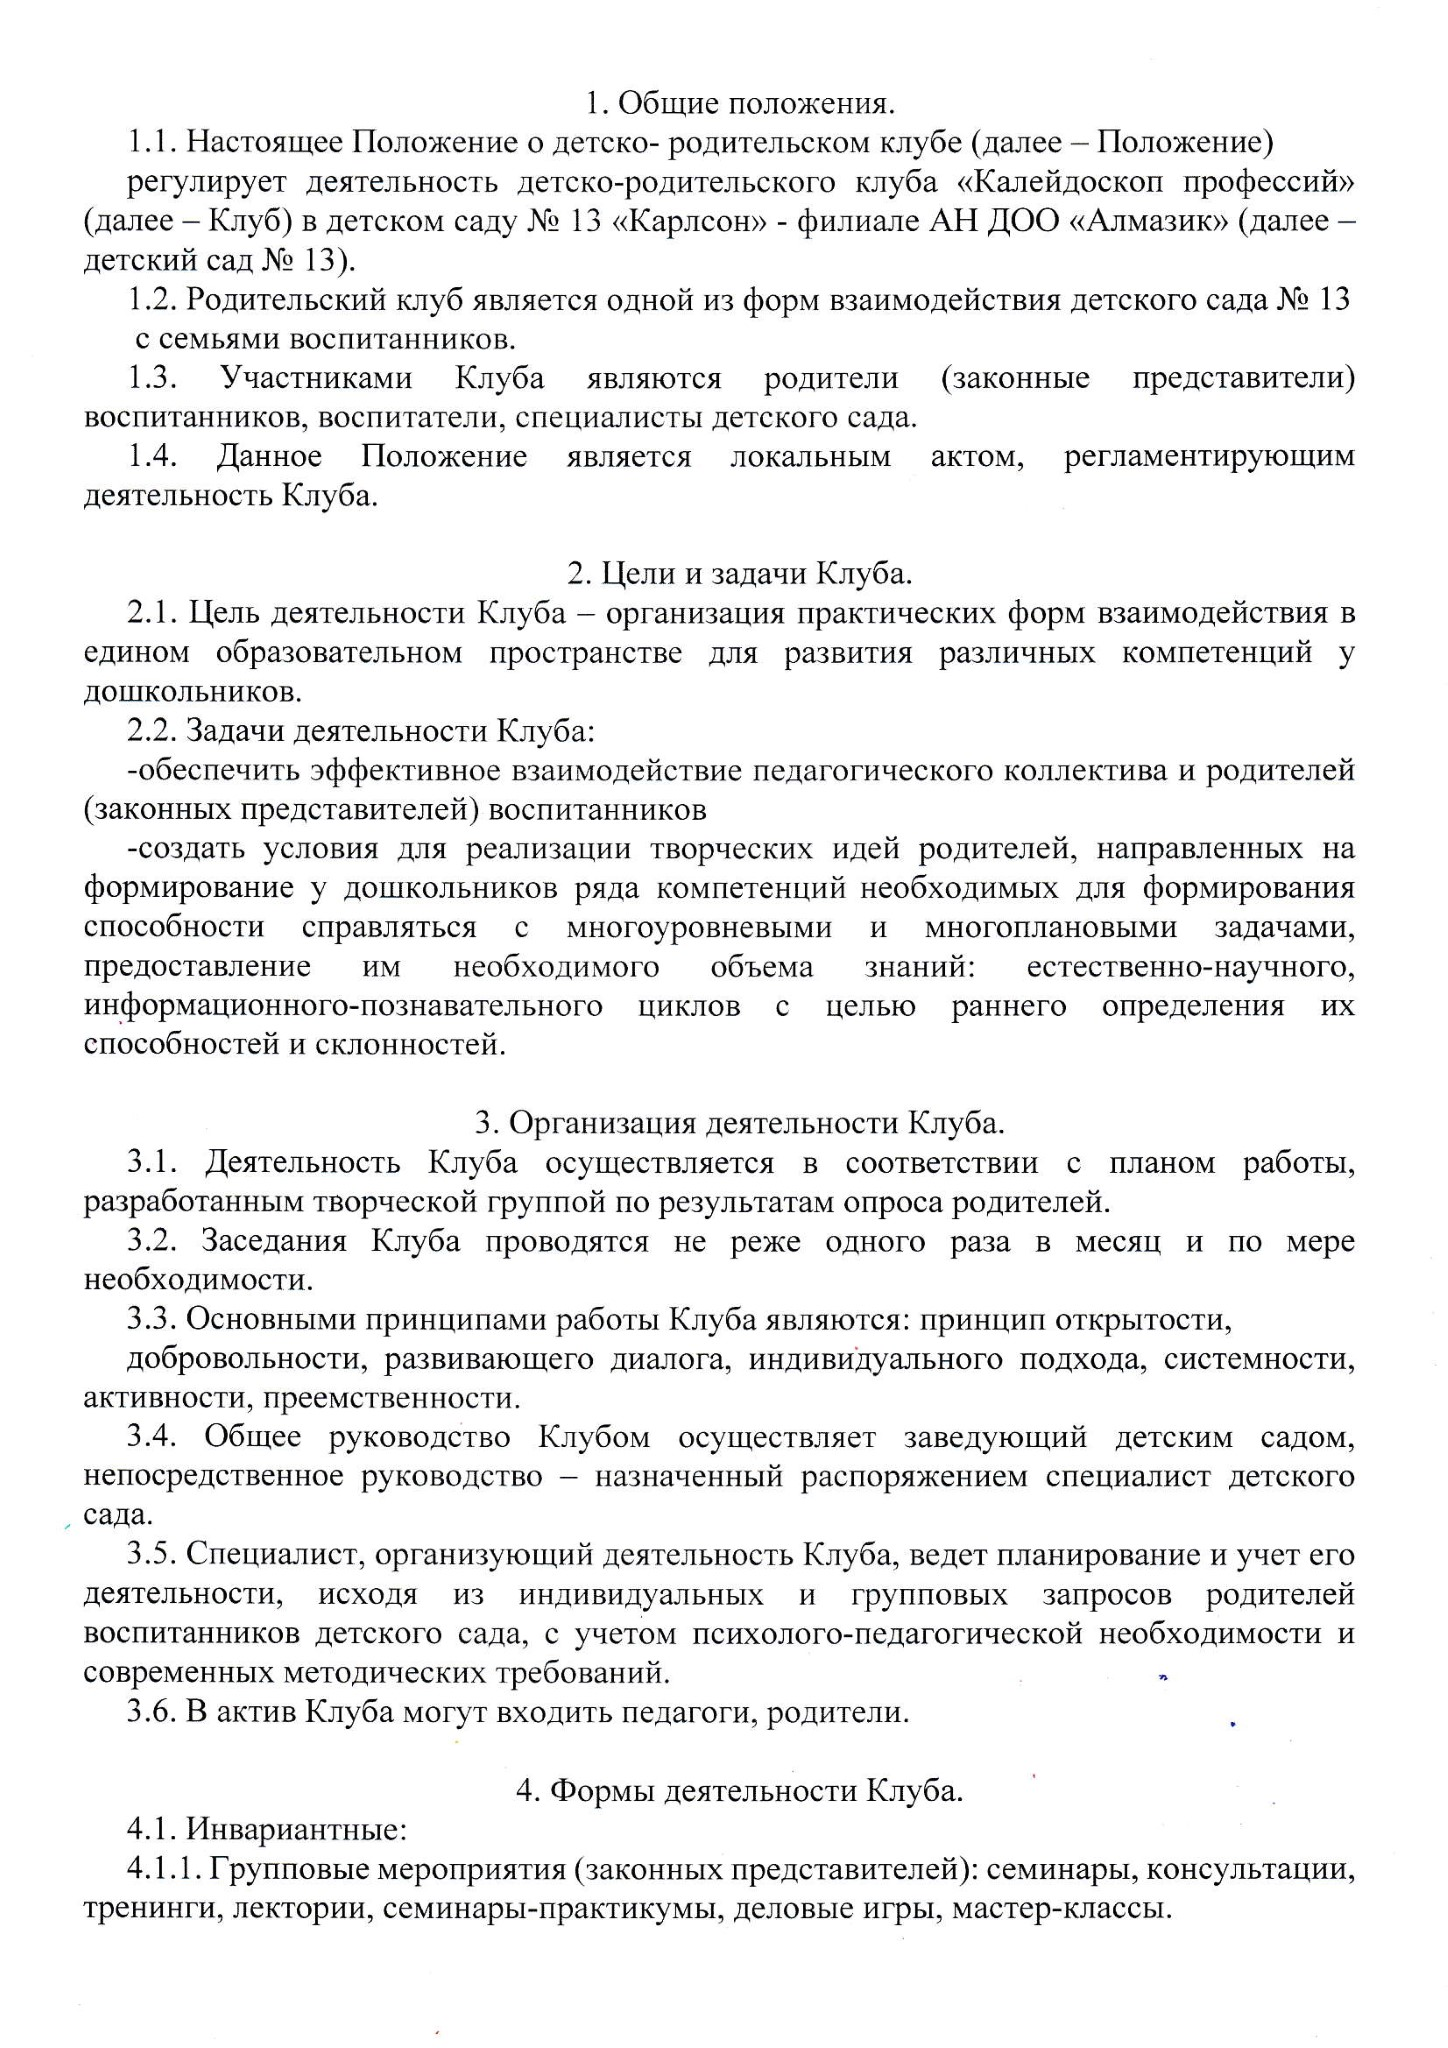 1. Общие положения.
1.1. Настоящее Положение о детско- родительском клубе (далее – Положение)
регулирует деятельность детско-родительского клуба «Калейдоскоп профессий»
(далее – Клуб) в детском саду № 13 «Карлсон» - филиале АН ДОО «Алмазик» (далее –
детский сад № 13).
1.2. Родительский клуб является одной из форм взаимодействия детского сада № 13
с семьями воспитанников.
1.3. Участниками Клуба являются родители (законные представители)
воспитанников, воспитатели, специалисты детского сада.
1.4. Данное Положение является локальным актом, регламентирующим
деятельность Клуба.
2. Цели и задачи Клуба.
2.1. Цель деятельности Клуба – организация практических форм взаимодействия в
едином образовательном пространстве для развития различных компетенций у
дошкольников.
2.2. Задачи деятельности Клуба:
-обеспечить эффективное взаимодействие педагогического коллектива и родителей
(законных представителей) воспитанников
-создать условия для реализации творческих идей родителей, направленных на
формирование у дошкольников ряда компетенций необходимых для формирования
способности справляться с многоуровневыми и многоплановыми задачами,
предоставление им необходимого объема знаний: естественно-научного,
информационного-познавательного циклов с целью раннего определения их
способностей и склонностей.
3. Организация деятельности Клуба.
3.1. Деятельность Клуба осуществляется в соответствии с планом работы,
разработанным творческой группой по результатам опроса родителей.
3.2. Заседания Клуба проводятся не реже одного раза в месяц и по мере
необходимости.
3.3. Основными принципами работы Клуба являются: принцип открытости,
добровольности, развивающего диалога, индивидуального подхода, системности,
активности, преемственности.
3.4. Общее руководство Клубом осуществляет заведующий детским садом,
непосредственное руководство – назначенный распоряжением специалист детского
сада.
3.5. Специалист, организующий деятельность Клуба, ведет планирование и учет его
деятельности, исходя из индивидуальных и групповых запросов родителей
воспитанников детского сада, с учетом психолого-педагогической необходимости и
современных методических требований.
3.6. В актив Клуба могут входить педагоги, родители.
4. Формы деятельности Клуба.
4.1. Инвариантные:
4.1.1. Групповые мероприятия (законных представителей): семинары, консультации,
тренинги, лектории, семинары-практикумы, деловые игры, мастер-классы.